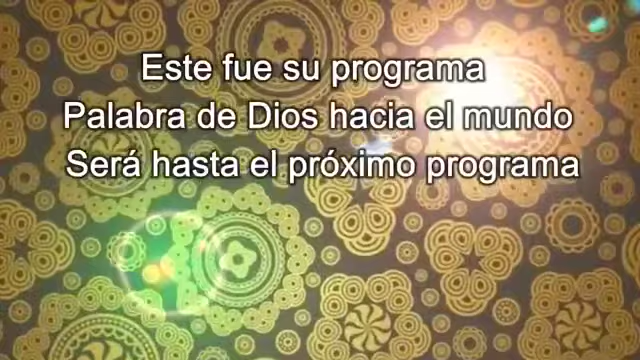 Este fue su programa
Palabra de Dios hacia el mundo
Será hasta el próximo programa